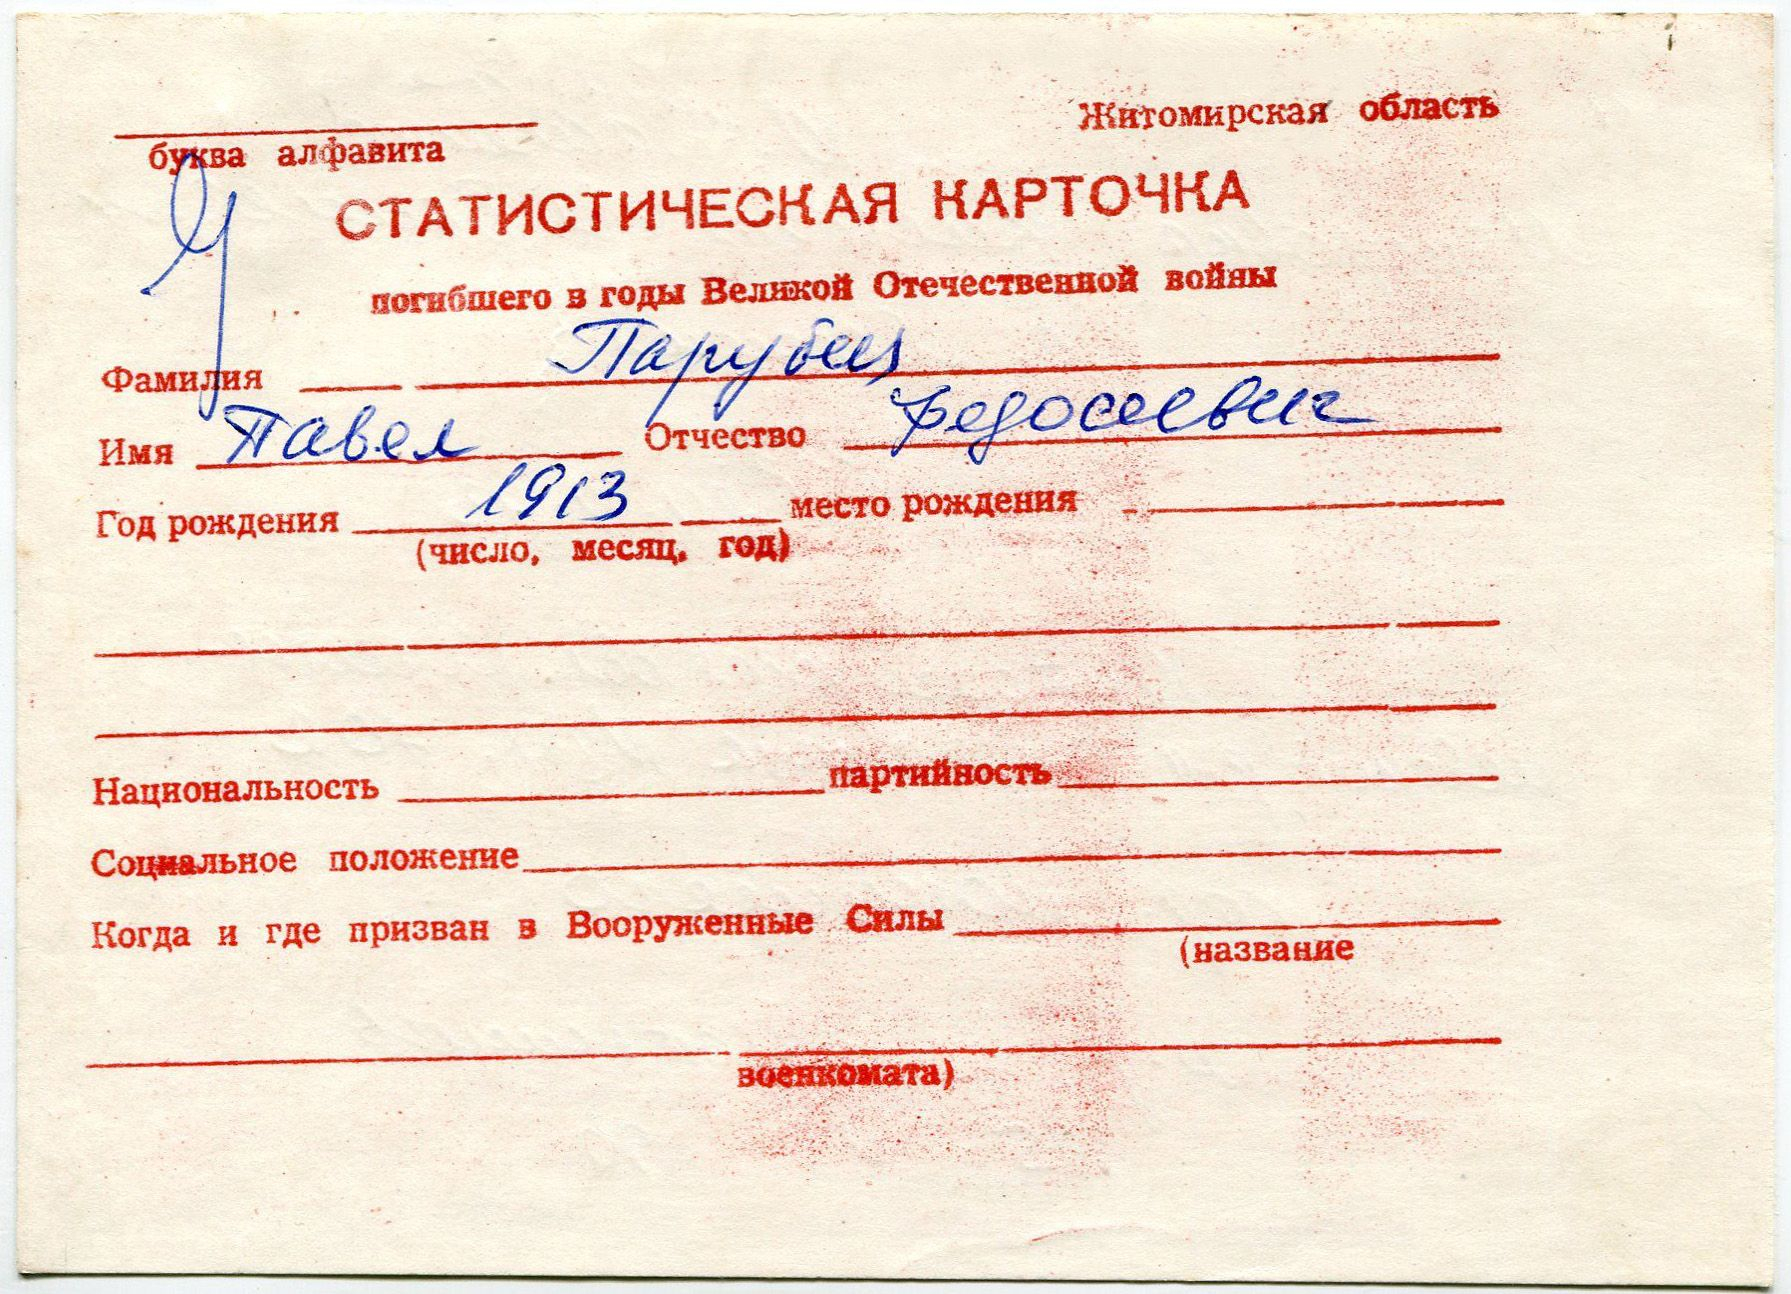 Житомирская область
буква алфавита
СТАТИСТИЧЕСКАЯ КАРТОЧКА
погибшего в годы Великой Отечественной войны
Фамилия Парубец
Имя Павел Отчество Федосеевич
Год рождения 1913 место рождения
(число, месяц, год)
Национальность партийность
Социальное положение
Когда и где призван в Вооруженные Силы
(название
военкомата)